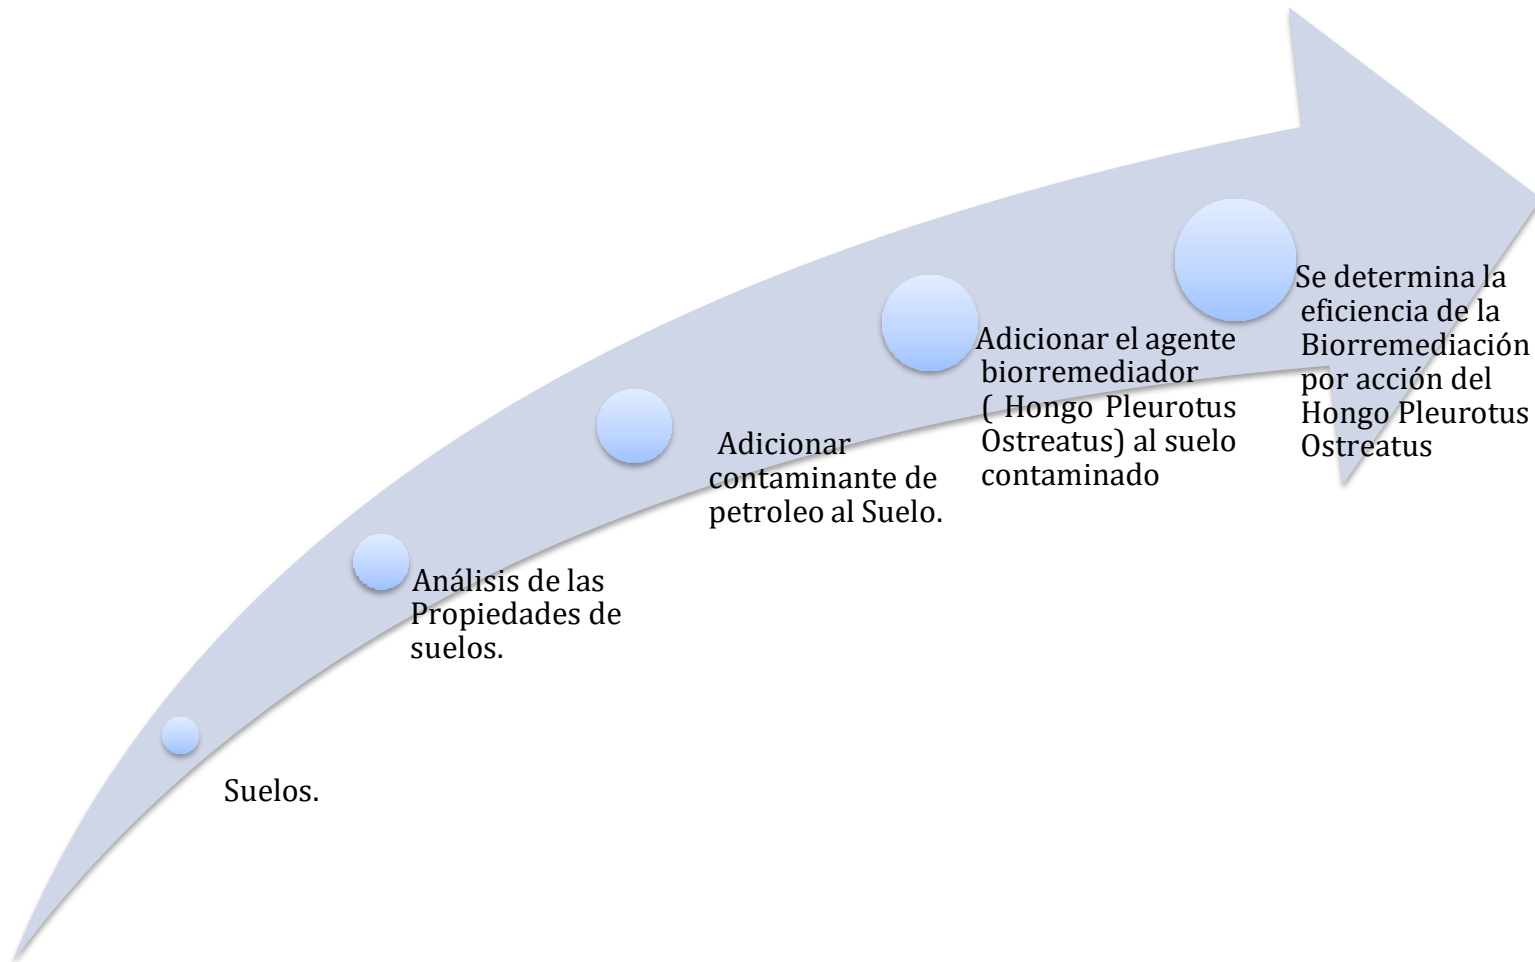 Suelos.
Análisis de las
Propiedades de
suelos.
Adicionar
contaminante de
petroleo al Suelo.
Adicionar el agente
biorremediador
( Hongo Pleurotus
Ostreatus) al suelo
contaminado
Se determina la
eficiencia de la
Biorremediación
por acción del
Hongo Pleurotus
Ostreatus